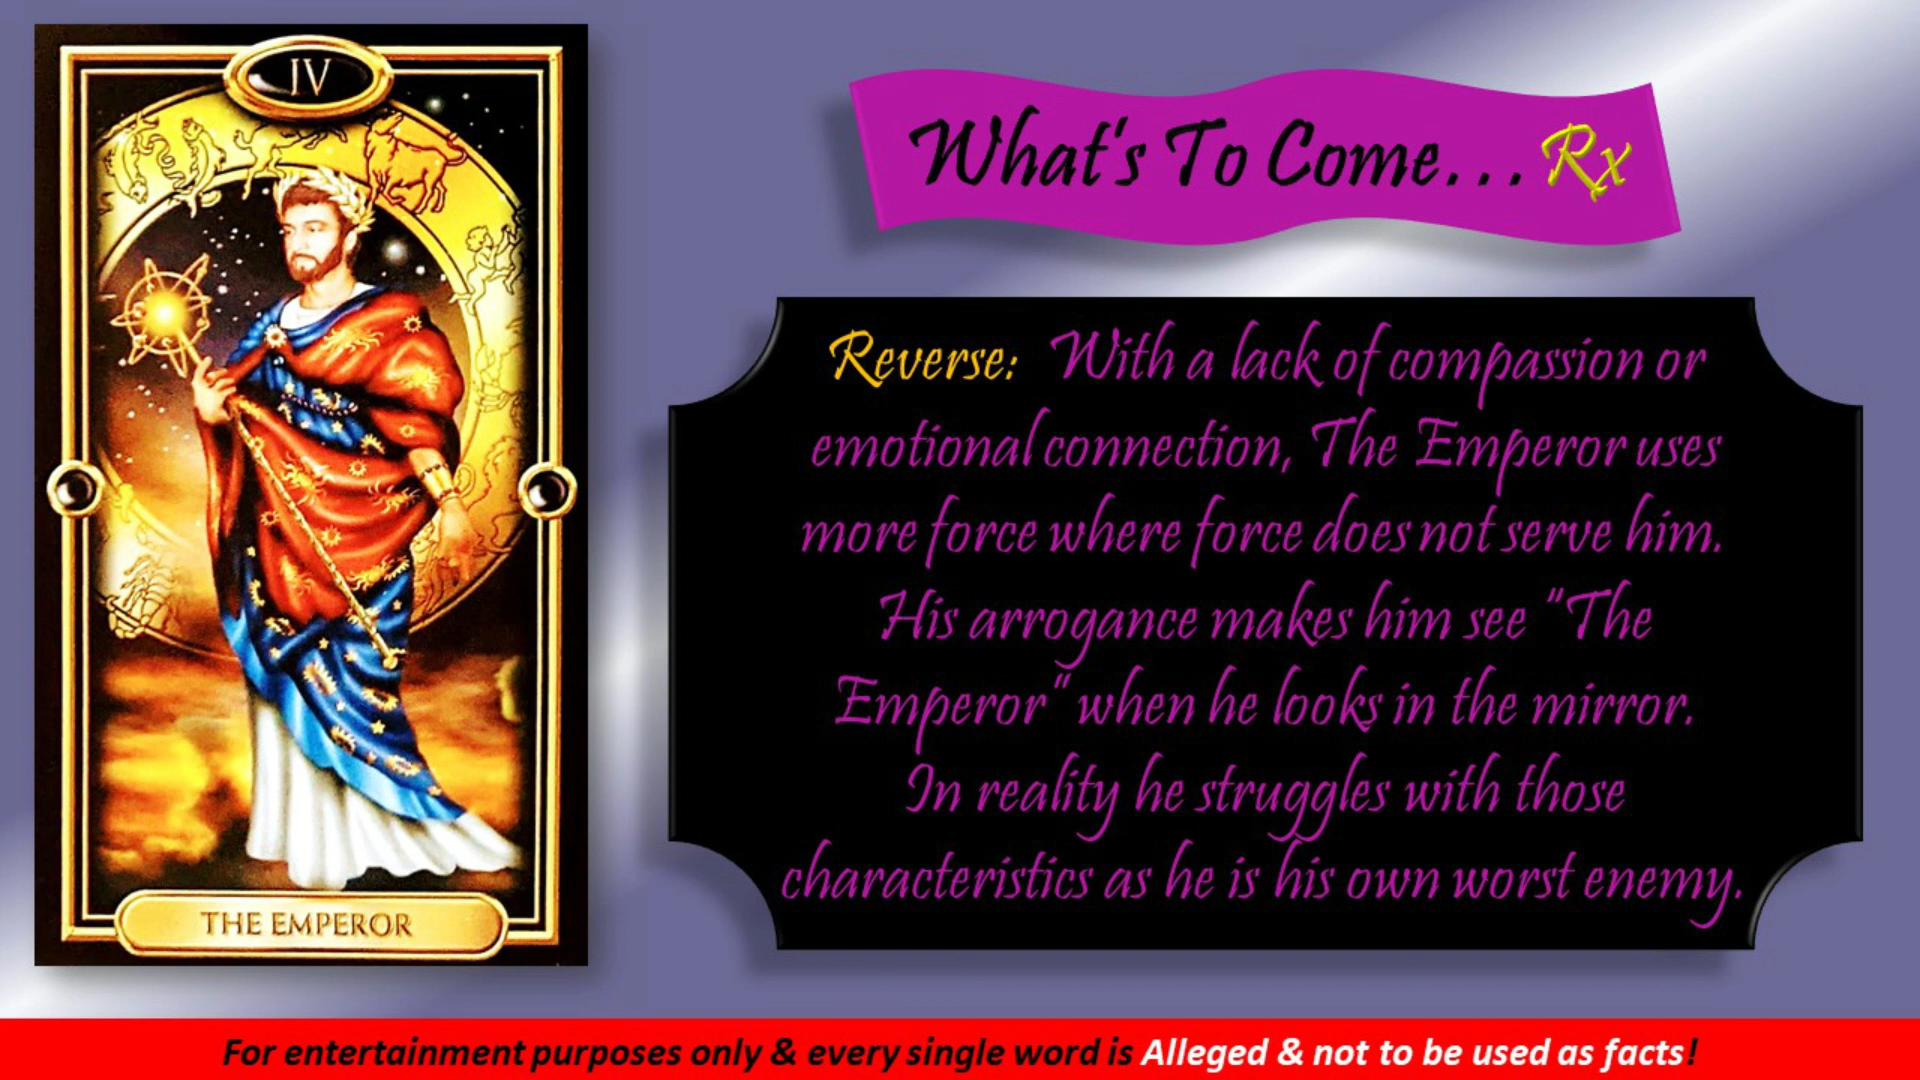 IV
THE EMPEROR
What's To Come... Rx
Reverse: With a lack of compassion or
emotional connection, The Emperor uses
more force where force does not serve him.
His arrogance makes him see "The
Emperor" when he looks in the mirror.
In reality he struggles with those
characteristics as he is his own worst enemy.
For entertainment purposes only & every single word is Alleged & not to be used as facts!